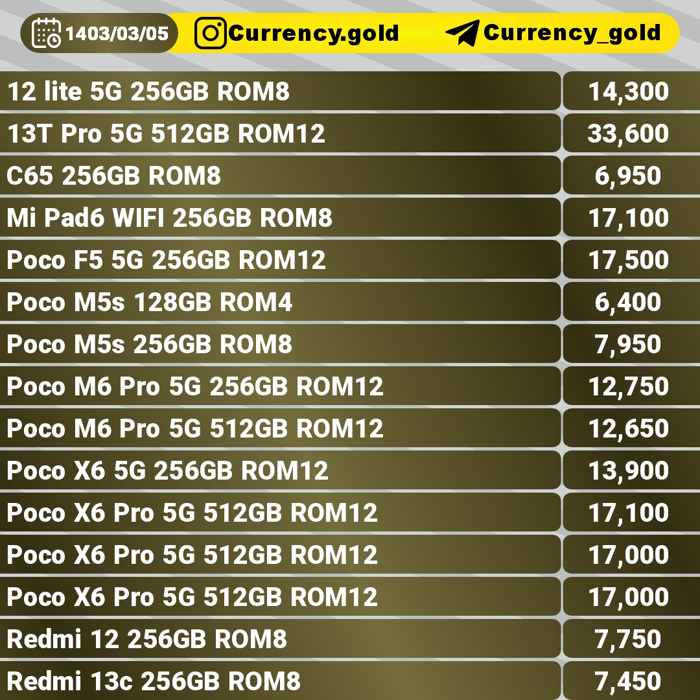 1403/03/05 Currency.gold Currency_gold
12 lite 5G 256GB ROM8 14,300
13T Pro 5G 512GB ROM12 33,600
C65 256GB ROM8 6,950
Mi Pad6 WIFI 256GB ROM8 17,100
Poco F5 5G 256GB ROM12 17,500
Poco M5s 128GB ROM4 6,400
Poco M5s 256GB ROM8 7,950
Poco M6 Pro 5G 256GB ROM12 12,750
Poco M6 Pro 5G 512GB ROM12 12,650
Poco X6 5G 256GB ROM12 13,900
Poco X6 Pro 5G 512GB ROM12 17,100
Poco X6 Pro 5G 512GB ROM12 17,000
Poco X6 Pro 5G 512GB ROM12 17,000
Redmi 12 256GB ROM8 7,750
Redmi 13c 256GB ROM8 7,450